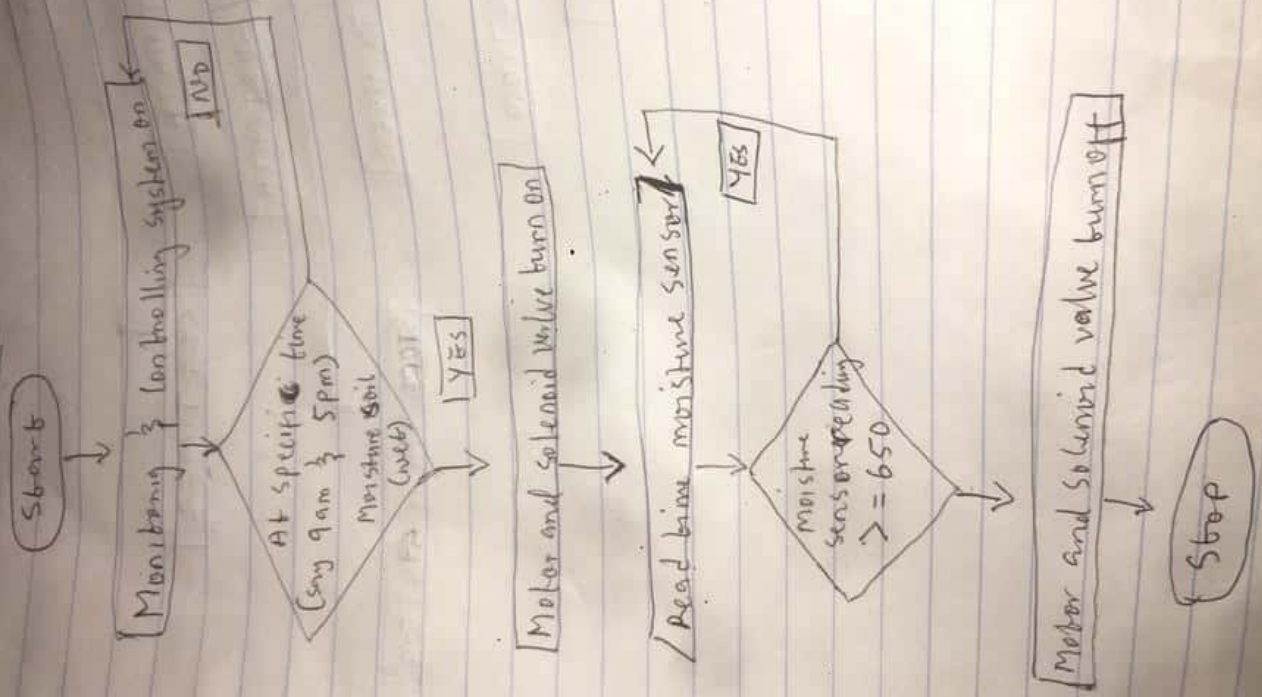 Start
Monitoring & Controlling system on
NO
At specific time
(say 9am & 5pm)
Moisture soil
(wet)
YES
Motor and solenoid valve turn on
Read time moisture sensor
YES
Moisture
sensor reading
>=650
Motor and solenoid valve turn off
Stop